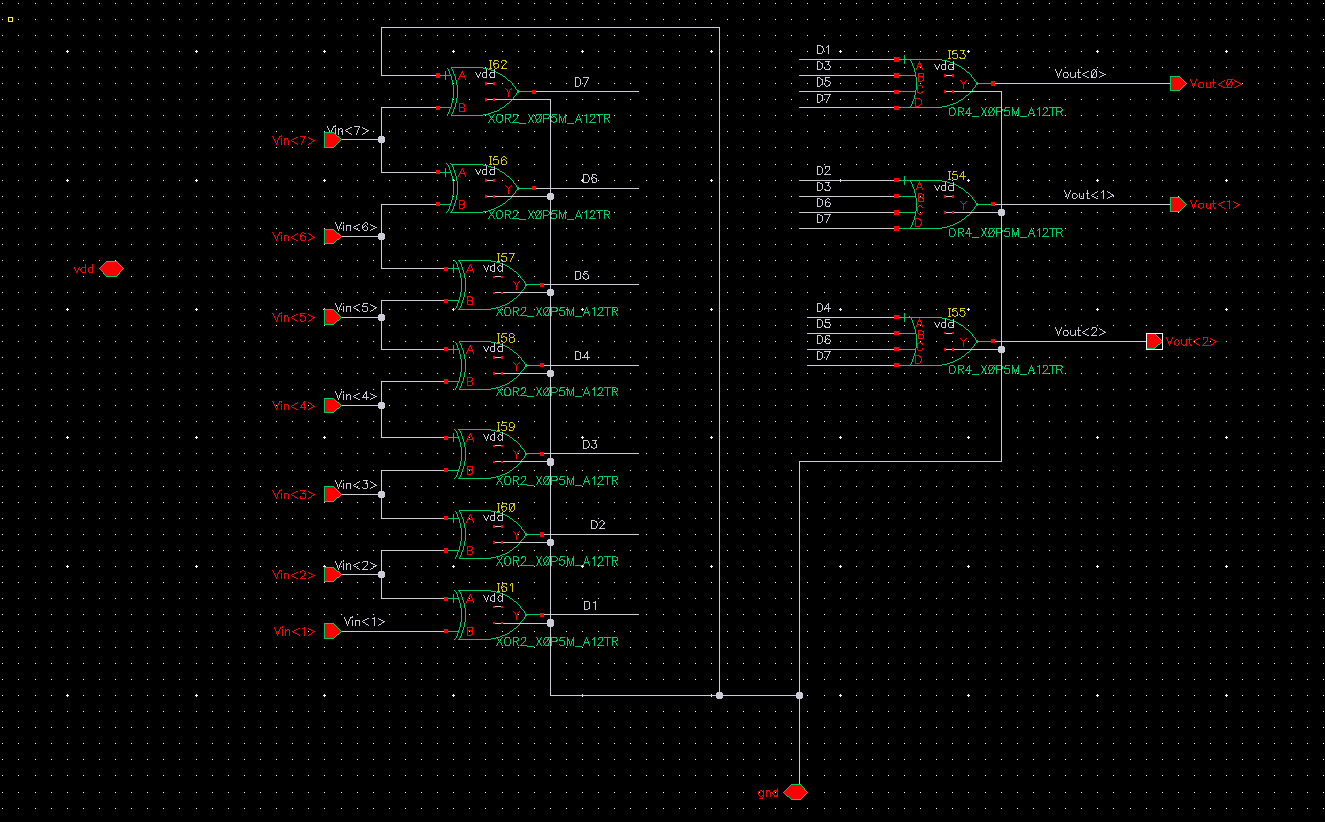 I62
A
vdd
Y
B
D7
XOR2_X0P5M_A12TR
Vin<7>
Vin<7>
I56
A
vdd
Y
B
D6
XOR2_X0P5M_A12TR
Vin<6>
Vin<6>
vdd
I57
A
vdd
Y
B
D5
XOR2_X0P5M_A12TR
Vin<5>
Vin<5>
I58
A
vdd
Y
B
D4
XOR2_X0P5M_A12TR
Vin<4>
Vin<4>
I59
A
vdd
Y
B
D3
XOR2_X0P5M_A12TR
Vin<3>
Vin<3>
I60
A
vdd
Y
B
D2
XOR2_X0P5M_A12TR
Vin<2>
Vin<2>
I61
A
vdd
Y
B
D1
XOR2_X0P5M_A12TR
Vin<1>
Vin<1>
D1
D3
D5
D7
I53
vdd
A
B
C
D
Y
OR4_X0P5M_A12TR
Vout<0>
Vout<0>
D2
D3
D6
D7
I54
vdd
A
B
C
D
Y
OR4_X0P5M_A12TR
Vout<1>
Vout<1>
D4
D5
D6
D7
I55
vdd
A
B
C
D
Y
OR4_X0P5M_A12TR
Vout<2>
Vout<2>
gnd